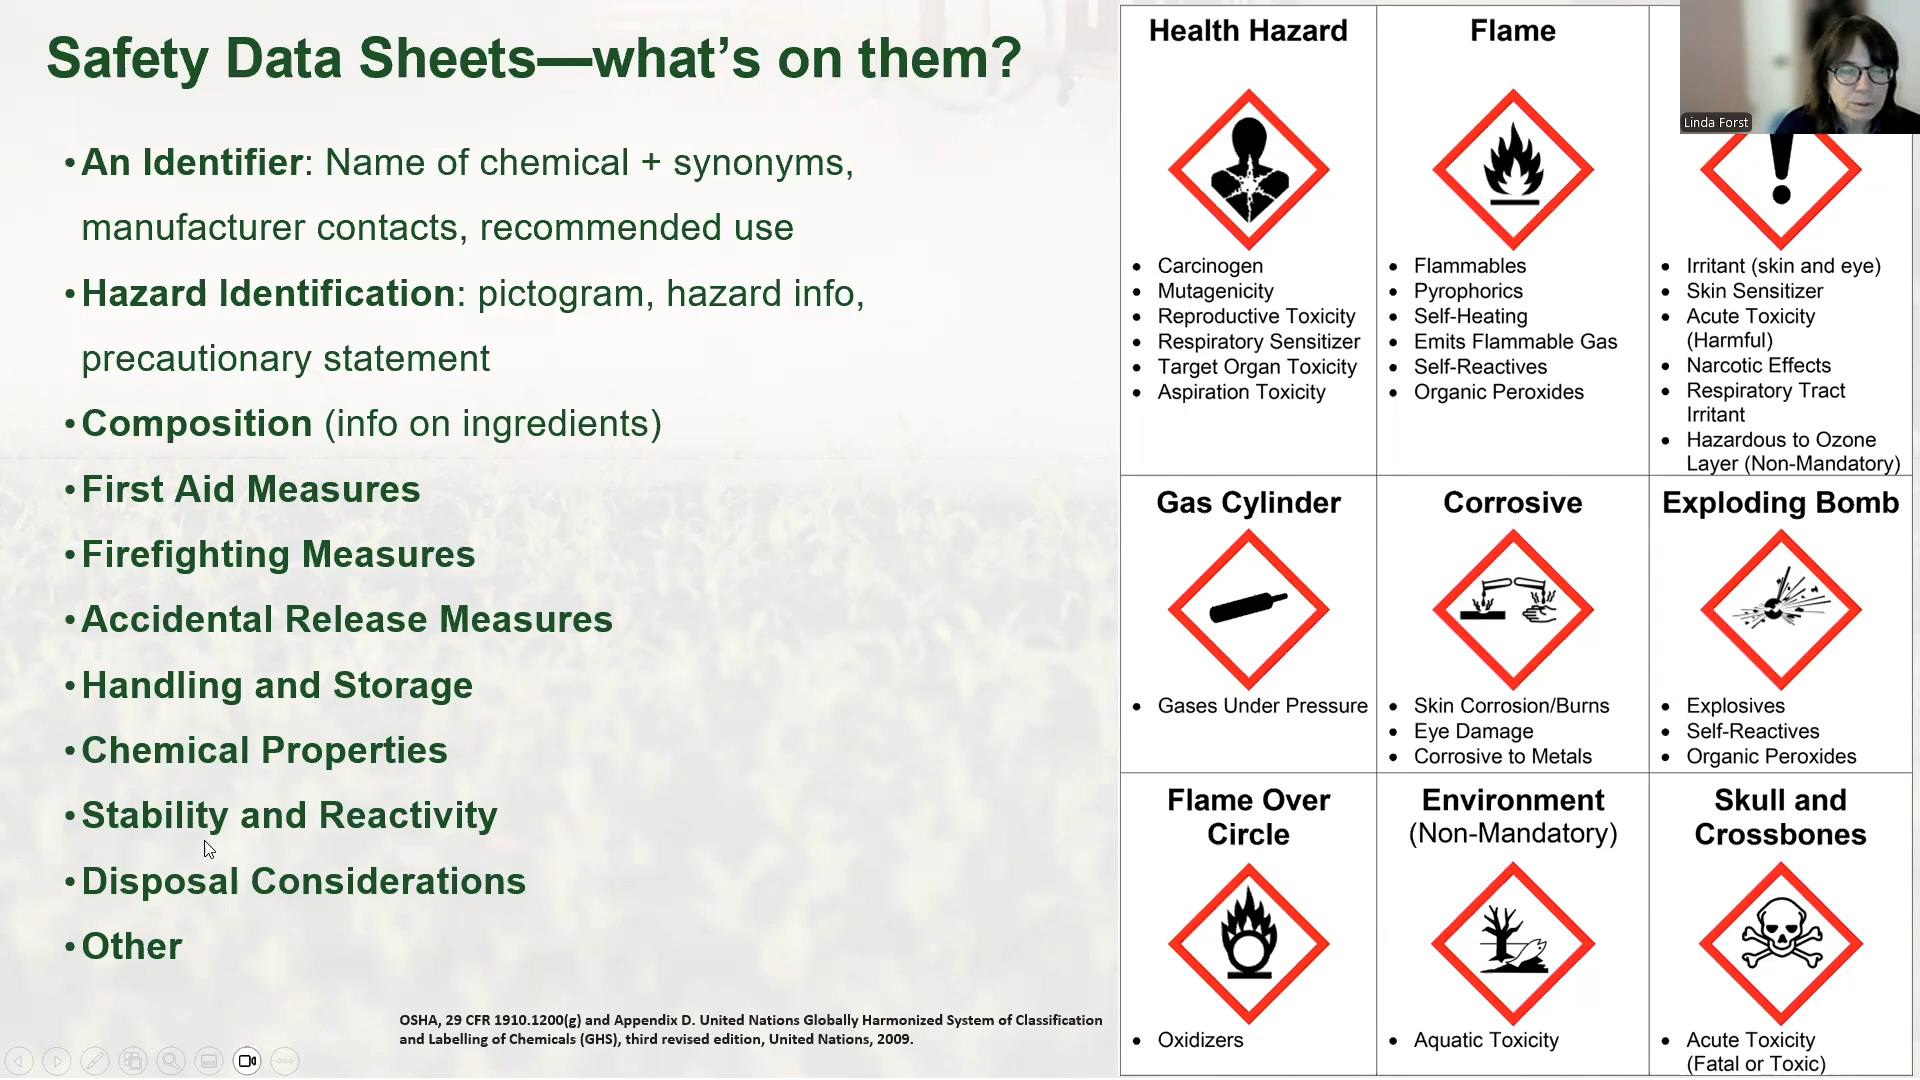 Safety Data Sheets—what's on them?
•An Identifier: Name of chemical + synonyms,
manufacturer contacts, recommended use
•Hazard Identification: pictogram, hazard info,
precautionary statement
•Composition (info on ingredients)
•First Aid Measures
•Firefighting Measures
•Accidental Release Measures
•Handling and Storage
•Chemical Properties
•Stability and Reactivity
•Disposal Considerations
•Other
OSHA, 29 CFR 1910.1200(g) and Appendix D. United Nations Globally Harmonized System of Classification
and Labelling of Chemicals (GHS), third revised edition, United Nations, 2009.
Health Hazard
• Carcinogen
• Mutagenicity
• Reproductive Toxicity
• Respiratory Sensitizer
• Target Organ Toxicity
• Aspiration Toxicity
Flame
• Flammables
• Pyrophorics
• Self-Heating
• Emits Flammable Gas
• Self-Reactives
• Organic Peroxides
Linda Forst
• Irritant (skin and eye)
• Skin Sensitizer
• Acute Toxicity
(Harmful)
• Narcotic Effects
• Respiratory Tract
Irritant
• Hazardous to Ozone
Layer (Non-Mandatory)
Gas Cylinder
• Gases Under Pressure
Corrosive
• Skin Corrosion/Burns
• Eye Damage
• Corrosive to Metals
Exploding Bomb
• Explosives
• Self-Reactives
• Organic Peroxides
Flame Over
Circle
• Oxidizers
Environment
(Non-Mandatory)
• Aquatic Toxicity
Skull and
Crossbones
• Acute Toxicity
(Fatal or Toxic)